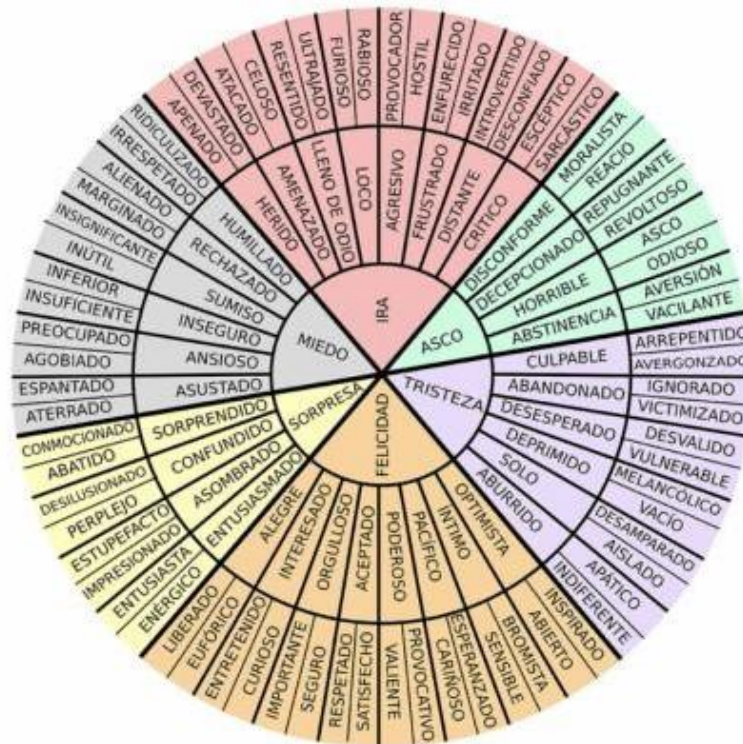 IRA
HERIDO
APENADO
DEVASTADO
AMENAZADO
ATACADO
CELOSO
LLENO DE ODIO
RESENTIDO
ULTRAJADO
LOCO
FURIOSO
RABIOSO
AGRESIVO
PROVOCADOR
HOSTIL
FRUSTRADO
ENFURECIDO
IRRITADO
DISTANTE
INTROVERTIDO
DESCONFIADO
CRÍTICO
ESCÉPTICO
SARCÁSTICO
ASCO
DISCONFORME
MORALISTA
REACIO
DECEPCIONADO
REPUGNANTE
REVOLTOSO
HORRIBLE
ASCO
ODIOSO
ABSTINENCIA
AVERSIÓN
VACILANTE
TRISTEZA
CULPABLE
ARREPENTIDO
AVERGONZADO
ABANDONADO
IGNORADO
VICTIMIZADO
DESESPERADO
DESVALIDO
VULNERABLE
DEPRIMIDO
MELANCÓLICO
VACÍO
SOLO
DESAMPARADO
AISLADO
ABURRIDO
APÁTICO
INDIFERENTE
FELICIDAD
OPTIMISTA
INSPIRADO
ABIERTO
ÍNTIMO
BROMISTA
SENSIBLE
PACÍFICO
ESPERANZADO
CARIÑOSO
PODEROSO
PROVOCATIVO
VALIENTE
ACEPTADO
SATISFECHO
RESPETADO
ORGULLOSO
SEGURO
IMPORTANTE
INTERESADO
CURIOSO
ENTRETENIDO
ALEGRE
EUFÓRICO
LIBERADO
SORPRESA
ENTUSIASMADO
ENÉRGICO
ENTUSIASTA
ASOMBRADO
IMPRESIONADO
ESTUPEFACTO
CONFUNDIDO
PERPLEJO
DESILUSIONADO
SORPRENDIDO
ABATIDO
CONMOCIONADO
MIEDO
ASUSTADO
ATERRADO
ESPANTADO
ANSIOSO
AGOBIADO
PREOCUPADO
INSEGURO
INSUFICIENTE
INFERIOR
SUMISO
INÚTIL
INSIGNIFICANTE
RECHAZADO
MARGINADO
ALIENADO
HUMILLADO
IRRESPETADO
RIDICULIZADO